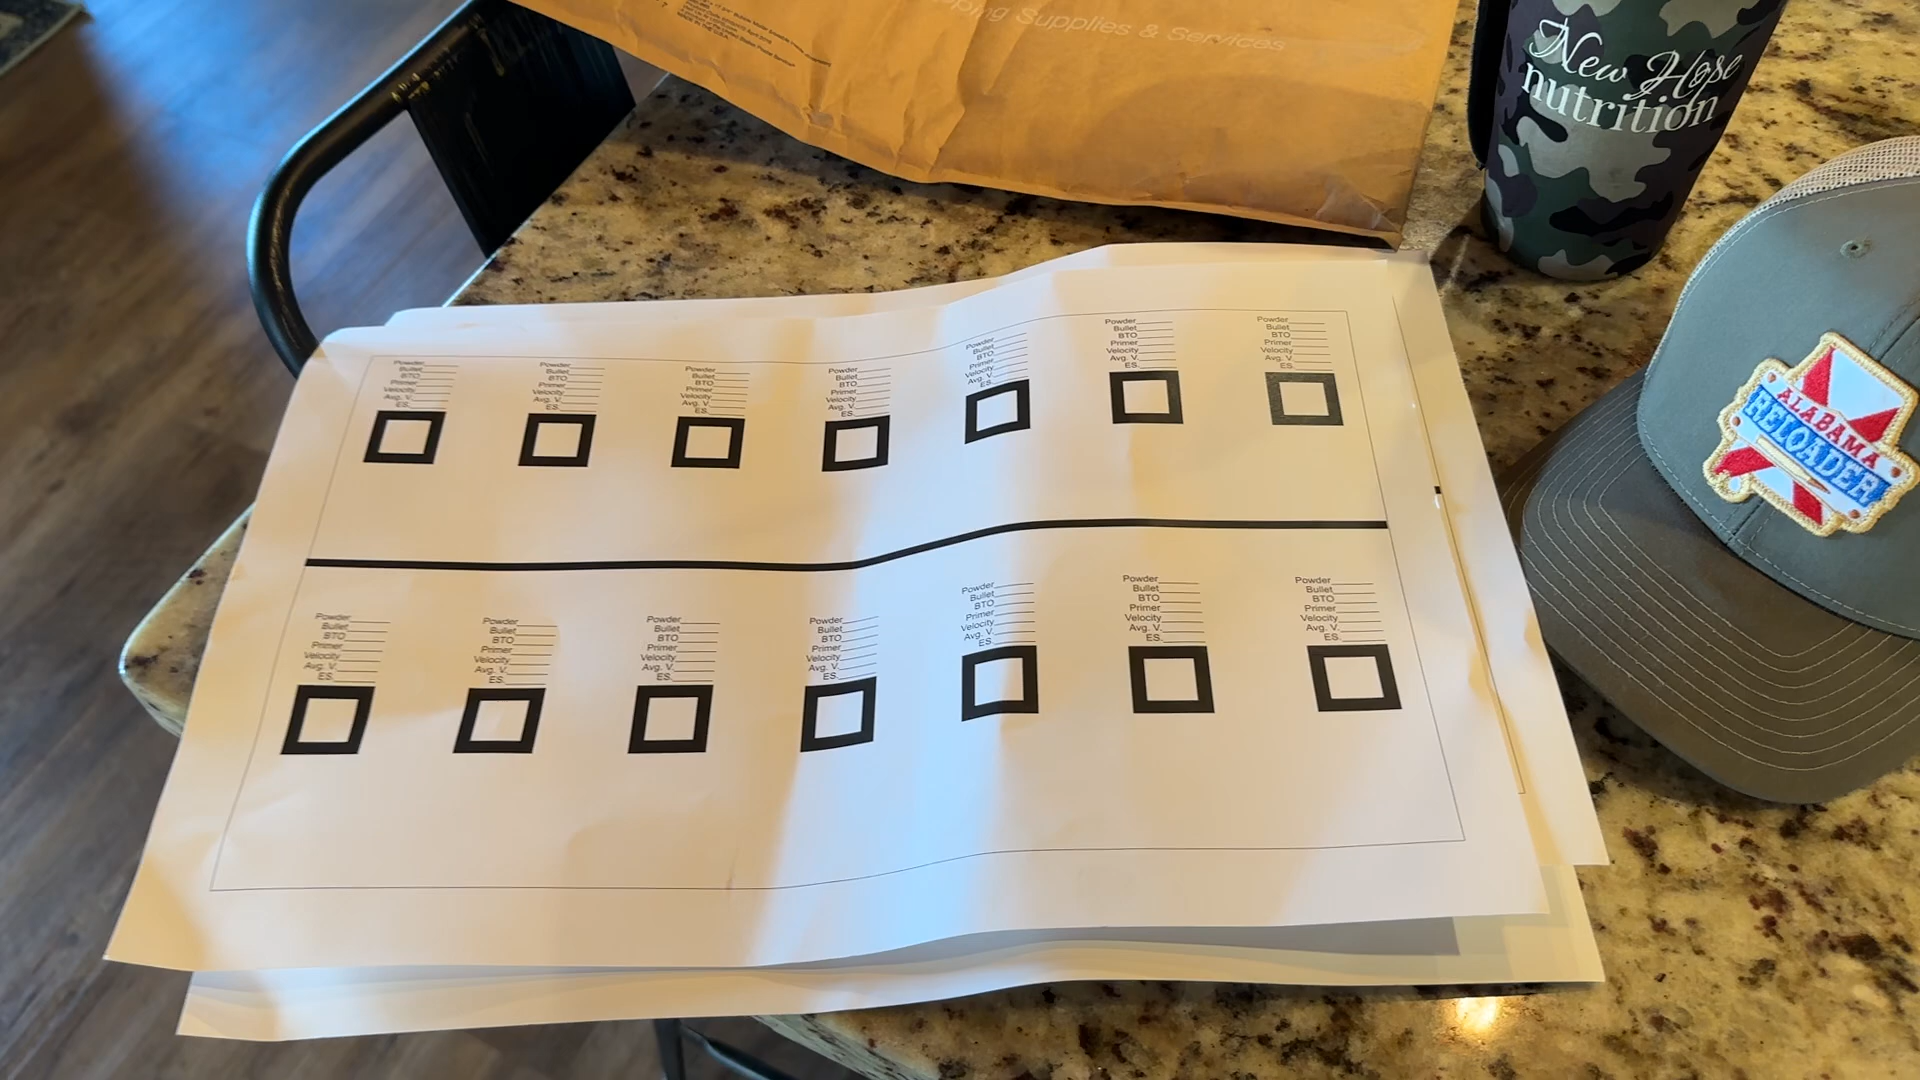 pping Supplies & Services
New Hope
nutrition
ALABAMA
RELOADER
Powder
Bullet
BTO
Primer
Velocity
Avg. V.
ES.
Powder
Bullet
BTO
Primer
Velocity
Avg. V.
ES.
Powder
Bullet
BTO
Primer
Velocity
Avg. V.
ES.
Powder
Bullet
BTO
Primer
Velocity
Avg. V.
ES.
Powder
Bullet
BTO
Primer
Velocity
Avg. V.
ES.
Powder
Bullet
BTO
Primer
Velocity
Avg. V.
ES.
Powder
Bullet
BTO
Primer
Velocity
Avg. V.
ES.
Powder
Bullet
BTO
Primer
Velocity
Avg. V.
ES.
Powder
Bullet
BTO
Primer
Velocity
Avg. V.
ES.
Powder
Bullet
BTO
Primer
Velocity
Avg. V.
ES.
Powder
Bullet
BTO
Primer
Velocity
Avg. V.
ES.
Powder
Bullet
BTO
Primer
Velocity
Avg. V.
ES.
Powder
Bullet
BTO
Primer
Velocity
Avg. V.
ES.
Powder
Bullet
BTO
Primer
Velocity
Avg. V.
ES.